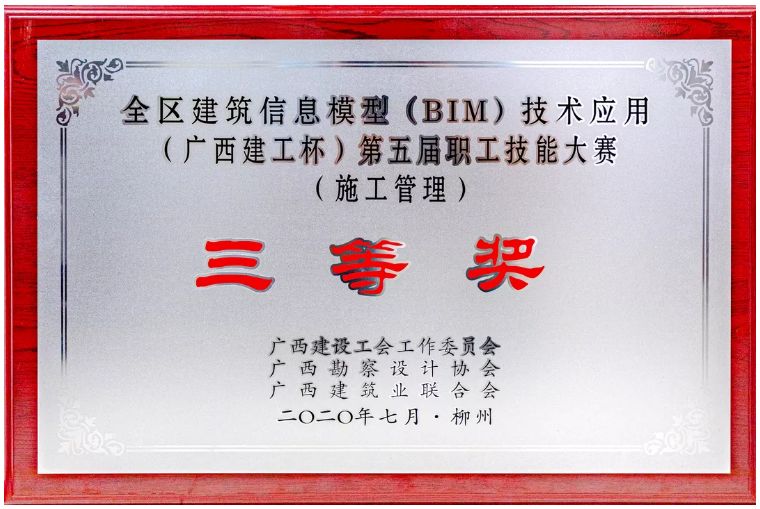 全区建筑信息模型（BIM）技术应用
（广西建工杯）第五届职工技能大赛
（施工管理）
三等奖
广西建设工会工作委员会
广西勘察设计协会
广西建筑业联合会
二〇二〇年七月·柳州